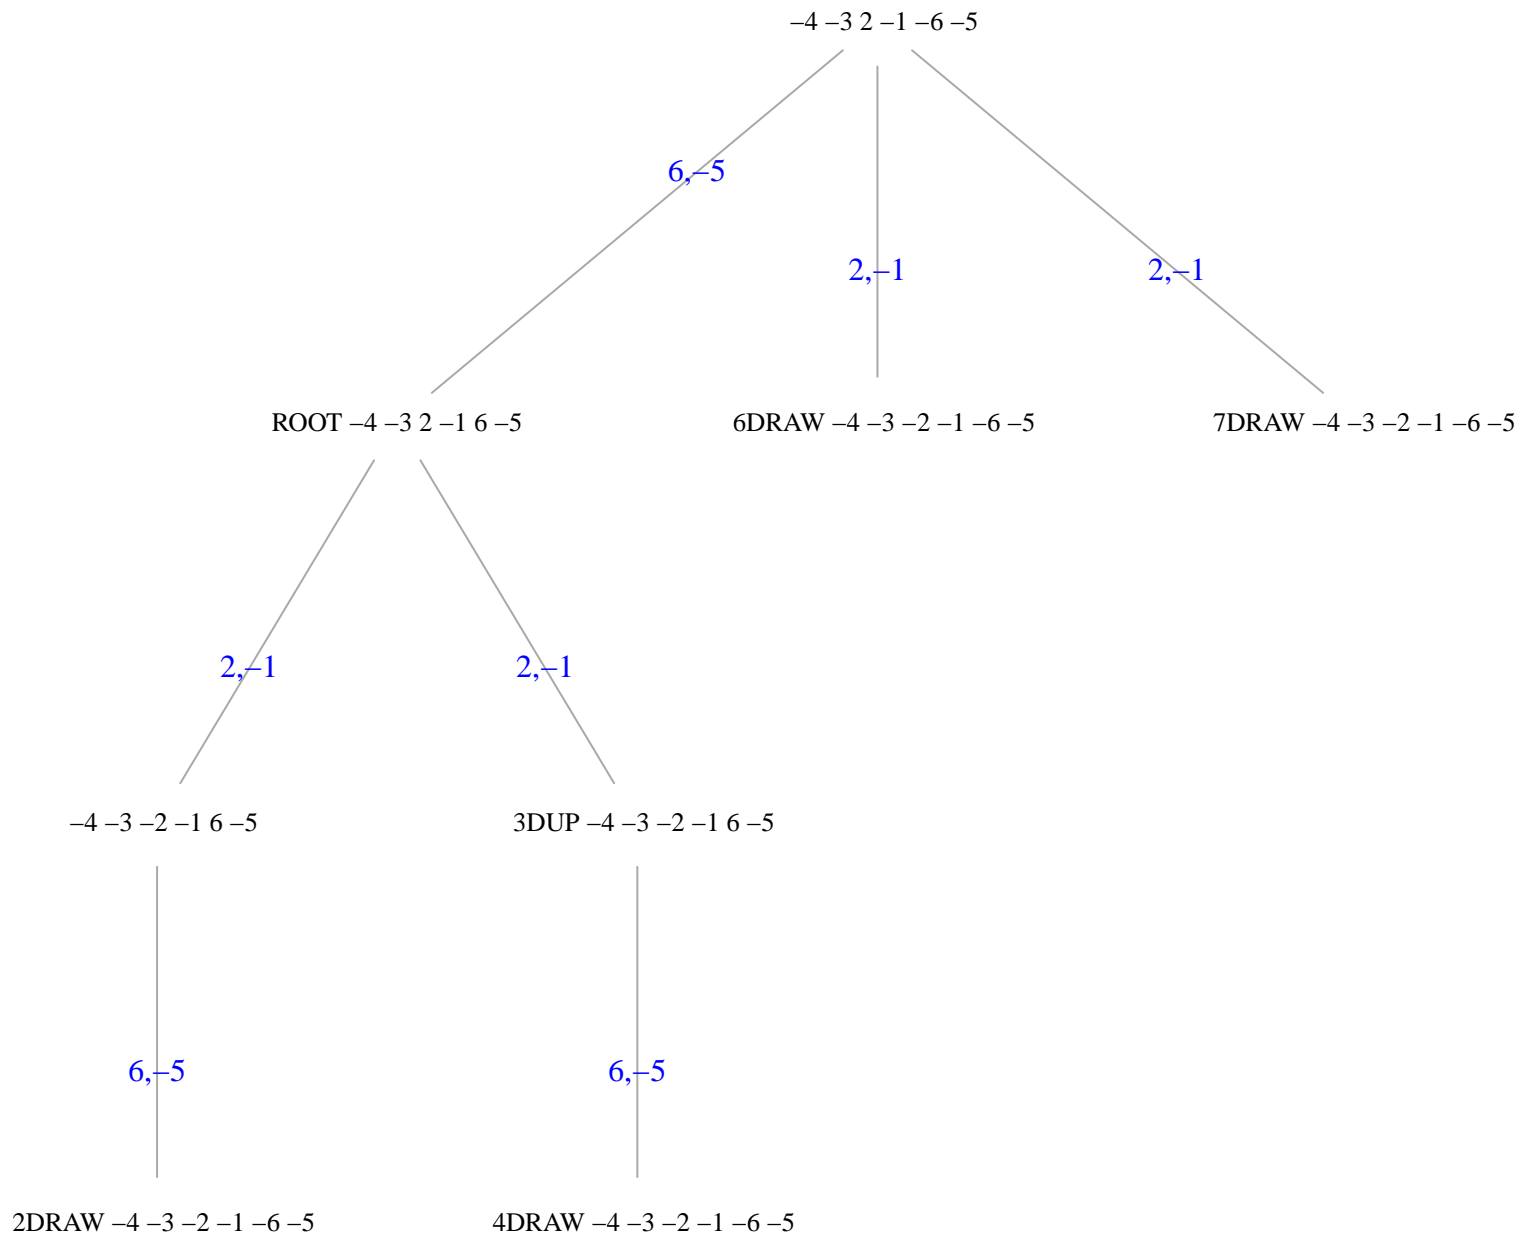 –4 –3 2 –1 –6 –5
6,–5
2,–1
2,–1
ROOT –4 –3 2 –1 6 –5
6DRAW –4 –3 –2 –1 –6 –5
7DRAW –4 –3 –2 –1 –6 –5
2,–1
2,–1
–4 –3 –2 –1 6 –5
3DUP –4 –3 –2 –1 6 –5
6,–5
6,–5
2DRAW –4 –3 –2 –1 –6 –5
4DRAW –4 –3 –2 –1 –6 –5